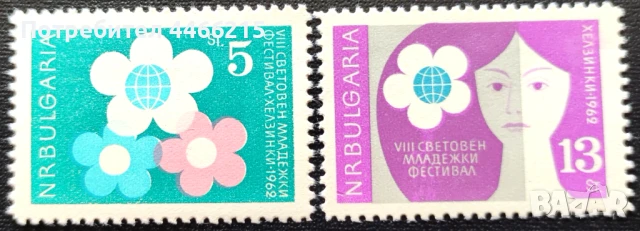 Потребител 4466215
NRBULGARIA
St. 5
VIII СВЕТОВЕН МЛАДЕЖКИ
ФЕСТИВАЛ·ХЕЛЗИНКИ·1962
NRBULGARIA
VIII СВЕТОВЕН
МЛАДЕЖКИ
ФЕСТИВАЛ
ХЕЛЗИНКИ·1962
13
BAZAR